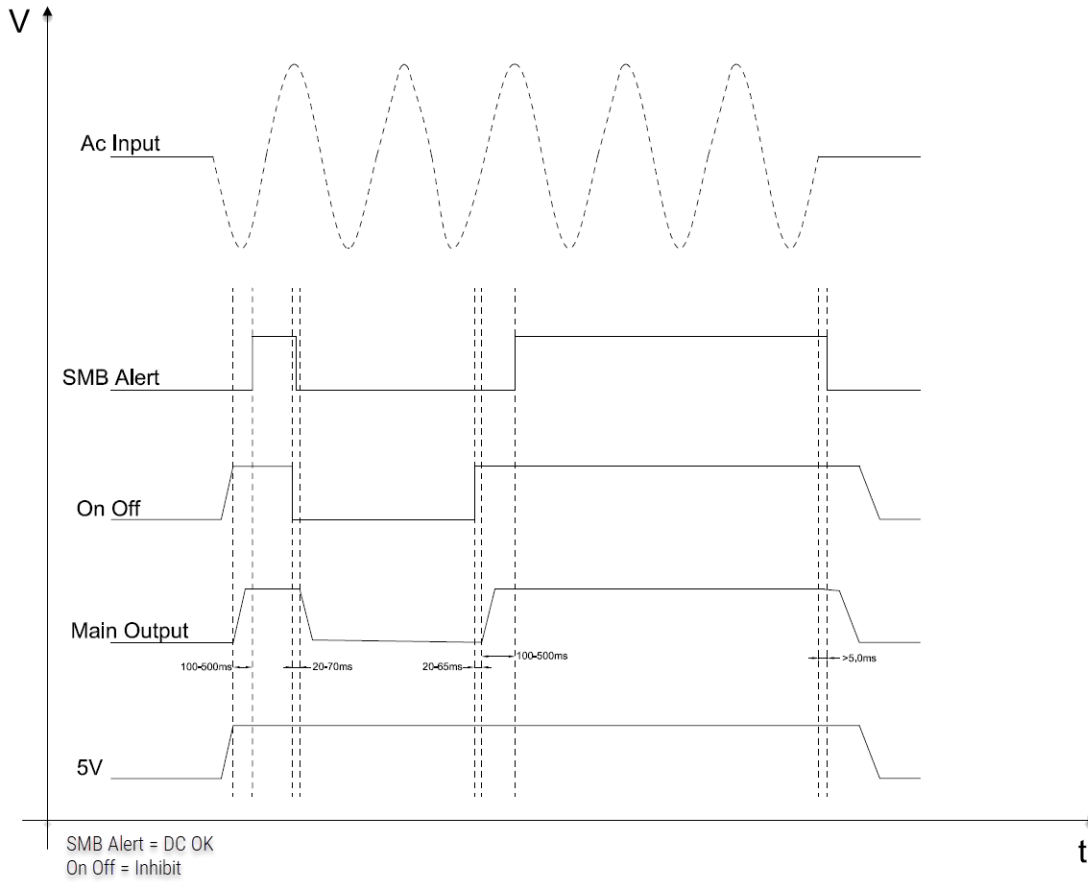 V
Ac Input
SMB Alert
On Off
Main Output
100-500ms
20-70ms
20-65ms
100-500ms
>5,0ms
5V
t
SMB Alert = DC OK
On Off = Inhibit